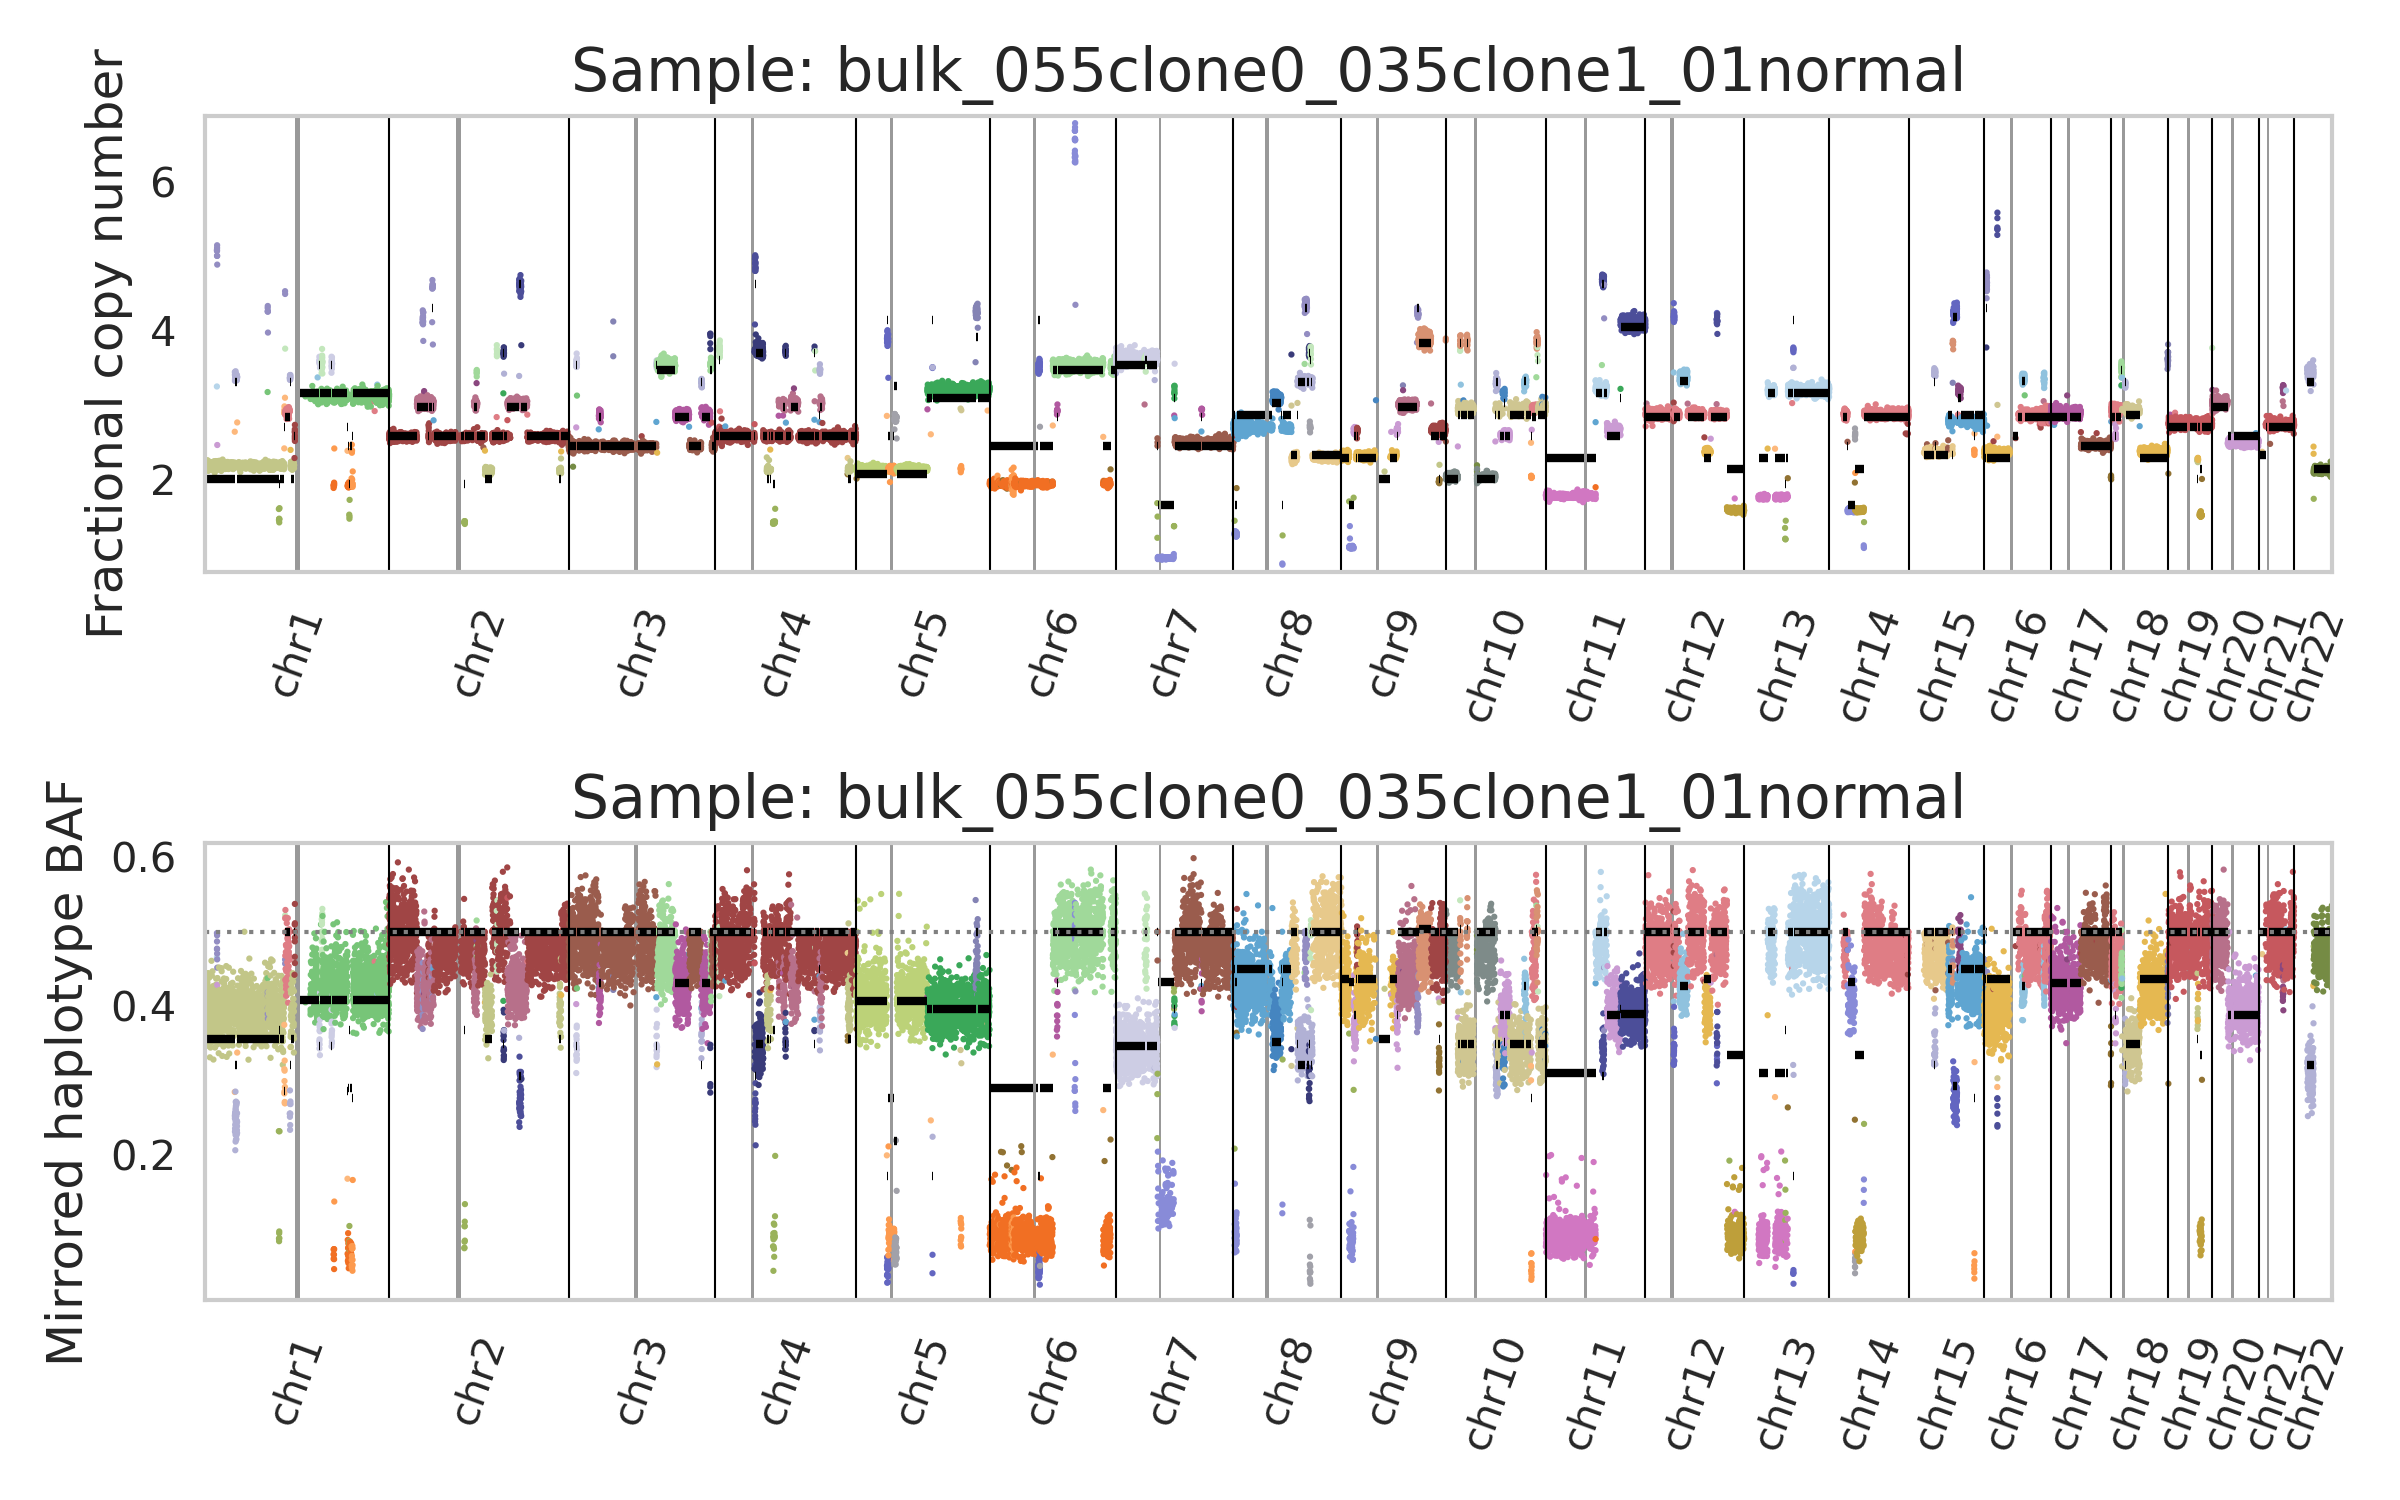 Sample: bulk_055clone0_035clone1_01normal
Fractional copy number
6
4
2
chr1 chr2 chr3 chr4 chr5 chr6 chr7 chr8 chr9 chr10 chr11 chr12 chr13 chr14 chr15 chr16 chr17 chr18 chr19 chr20 chr21 chr22
Sample: bulk_055clone0_035clone1_01normal
Mirrored haplotype BAF
0.6
0.4
0.2
chr1 chr2 chr3 chr4 chr5 chr6 chr7 chr8 chr9 chr10 chr11 chr12 chr13 chr14 chr15 chr16 chr17 chr18 chr19 chr20 chr21 chr22